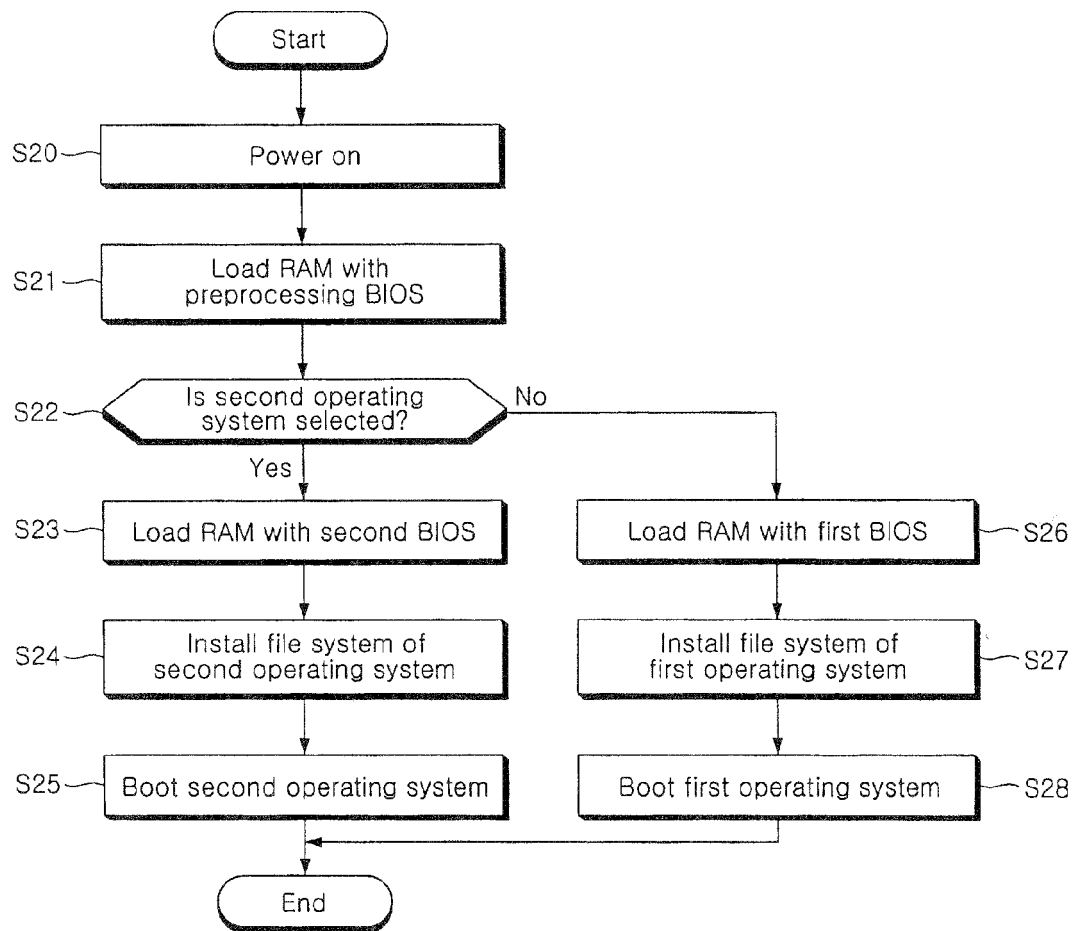 Start
S20
Power on
S21
Load RAM with
preprocessing BIOS
S22
Is second operating
system selected?
No
Yes
S23
Load RAM with second BIOS
Load RAM with first BIOS
S26
S24
Install file system of
second operating system
Install file system of
first operating system
S27
S25
Boot second operating system
Boot first operating system
S28
End